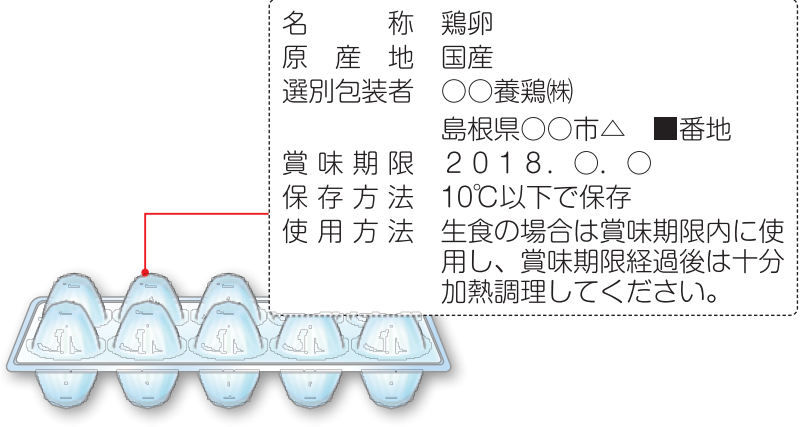 名称 鶏卵
原産地 国産
選別包装者 ○○養鶏㈱
島根県○○市△ ■番地
賞味期限 2018. ○. ○
保存方法 10℃以下で保存
使用方法 生食の場合は賞味期限内に使
用し、賞味期限経過後は十分
加熱調理してください。